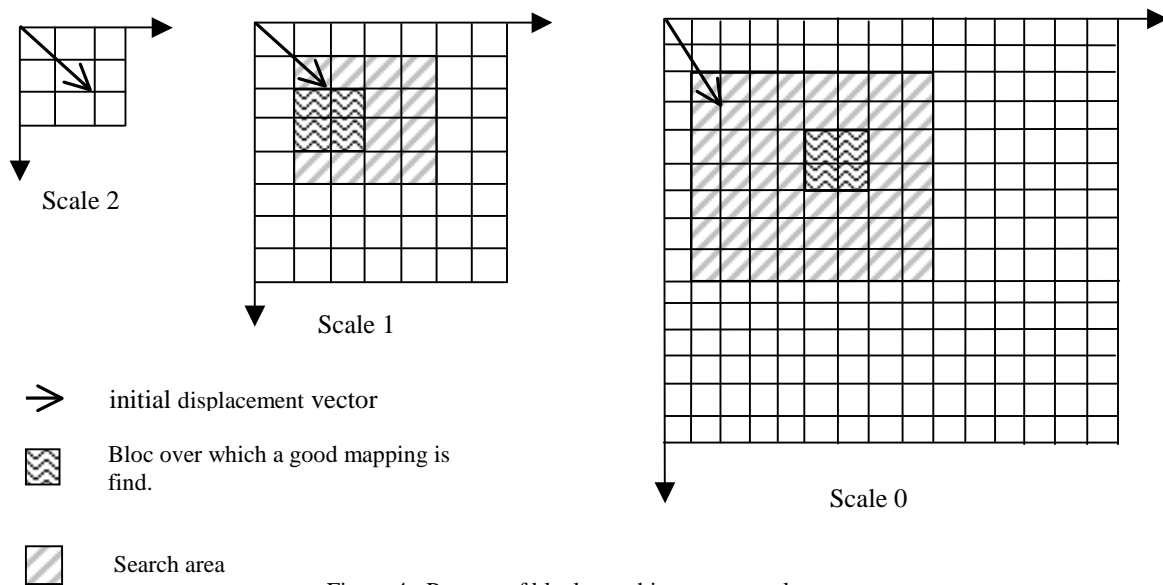 Scale 2
Scale 1
Scale 0
initial displacement vector
Bloc over which a good mapping is
find.
Search area